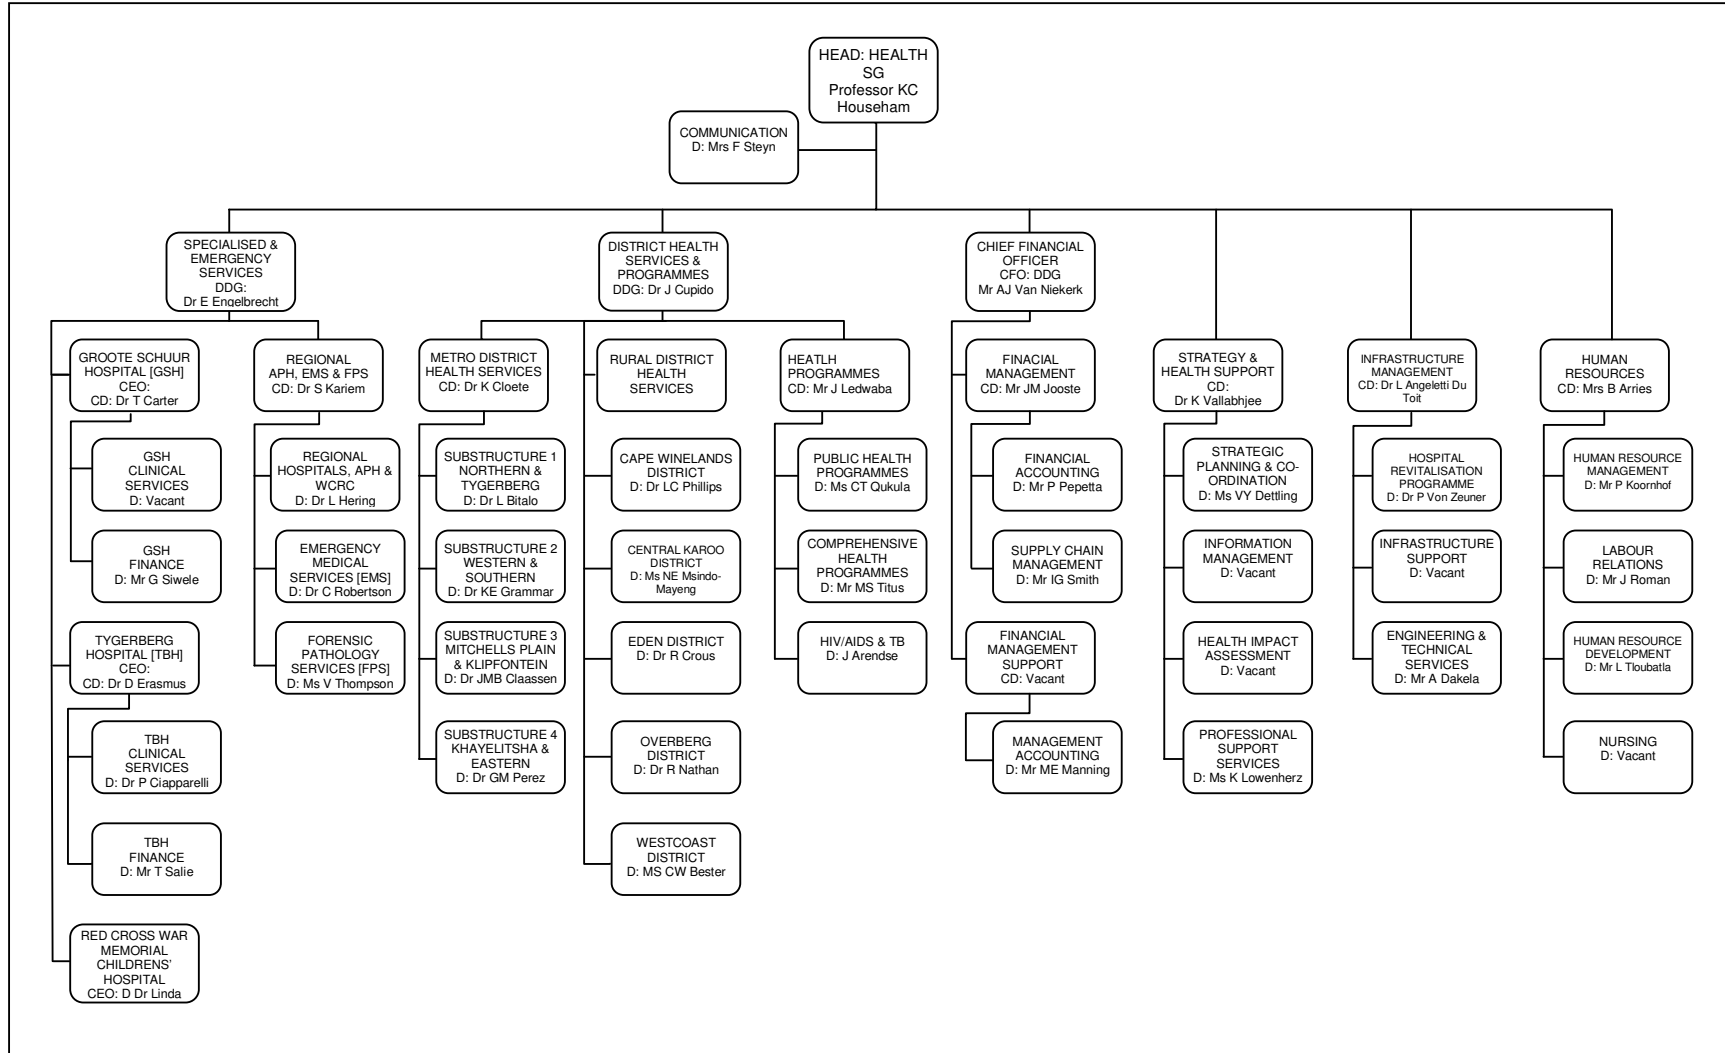 HEAD: HEALTH
SG
Professor KC
Househam
COMMUNICATION
D: Mrs F Steyn
SPECIALISED &
EMERGENCY
SERVICES
DDG:
Dr E Engelbrecht
DISTRICT HEALTH
SERVICES &
PROGRAMMES
DDG: Dr J Cupido
CHIEF FINANCIAL
OFFICER
CFO: DDG
Mr AJ Van Niekerk
GROOTE SCHUUR
HOSPITAL [GSH]
CEO:
CD: Dr T Carter
REGIONAL
APH, EMS & FPS
CD: Dr S Kariem
METRO DISTRICT
HEALTH SERVICES
CD: Dr K Cloete
RURAL DISTRICT
HEALTH
SERVICES
HEATLH
PROGRAMMES
CD: Mr J Ledwaba
FINACIAL
MANAGEMENT
CD: Mr JM Jooste
STRATEGY &
HEALTH SUPPORT
CD:
Dr K Vallabhjee
INFRASTRUCTURE
MANAGEMENT
CD: Dr L Angeletti Du
Toit
HUMAN
RESOURCES
CD: Mrs B Arries
GSH
CLINICAL
SERVICES
D: Vacant
REGIONAL
HOSPITALS, APH &
WCRC
D: Dr L Hering
SUBSTRUCTURE 1
NORTHERN &
TYGERBERG
D: Dr L Bitalo
CAPE WINELANDS
DISTRICT
D: Dr LC Phillips
PUBLIC HEALTH
PROGRAMMES
D: Ms CT Qukula
FINANCIAL
ACCOUNTING
D: Mr P Pepetta
STRATEGIC
PLANNING & CO-
ORDINATION
D: Ms VY Dettling
HOSPITAL
REVITALISATION
PROGRAMME
D: Dr P Von Zeuner
HUMAN RESOURCE
MANAGEMENT
D: Mr P Koornhof
GSH
FINANCE
D: Mr G Siwele
EMERGENCY
MEDICAL
SERVICES [EMS]
D: Dr C Robertson
SUBSTRUCTURE 2
WESTERN &
SOUTHERN
D: Dr KE Grammar
CENTRAL KAROO
DISTRICT
D: Ms NE Msindo-
Mayeng
COMPREHENSIVE
HEALTH
PROGRAMMES
D: Mr MS Titus
SUPPLY CHAIN
MANAGEMENT
D: Mr IG Smith
INFORMATION
MANAGEMENT
D: Vacant
INFRASTRUCTURE
SUPPORT
D: Vacant
LABOUR
RELATIONS
D: Mr J Roman
TYGERBERG
HOSPITAL [TBH]
CEO:
CD: Dr D Erasmus
FORENSIC
PATHOLOGY
SERVICES [FPS]
D: Ms V Thompson
SUBSTRUCTURE 3
MITCHELLS PLAIN
& KLIPFONTEIN
D: Dr JMB Claassen
EDEN DISTRICT
D: Dr R Crous
HIV/AIDS & TB
D: J Arendse
FINANCIAL
MANAGEMENT
SUPPORT
CD: Vacant
HEALTH IMPACT
ASSESSMENT
D: Vacant
ENGINEERING &
TECHNICAL
SERVICES
D: Mr A Dakela
HUMAN RESOURCE
DEVELOPMENT
D: Mr L Tloubatla
TBH
CLINICAL
SERVICES
D: Dr P Ciapparelli
SUBSTRUCTURE 4
KHAYELITSHA &
EASTERN
D: Dr GM Perez
OVERBERG
DISTRICT
D: Dr R Nathan
MANAGEMENT
ACCOUNTING
D: Mr ME Manning
PROFESSIONAL
SUPPORT
SERVICES
D: Ms K Lowenherz
NURSING
D: Vacant
TBH
FINANCE
D: Mr T Salie
WESTCOAST
DISTRICT
D: MS CW Bester
RED CROSS WAR
MEMORIAL
CHILDRENS'
HOSPITAL
CEO: D Dr Linda